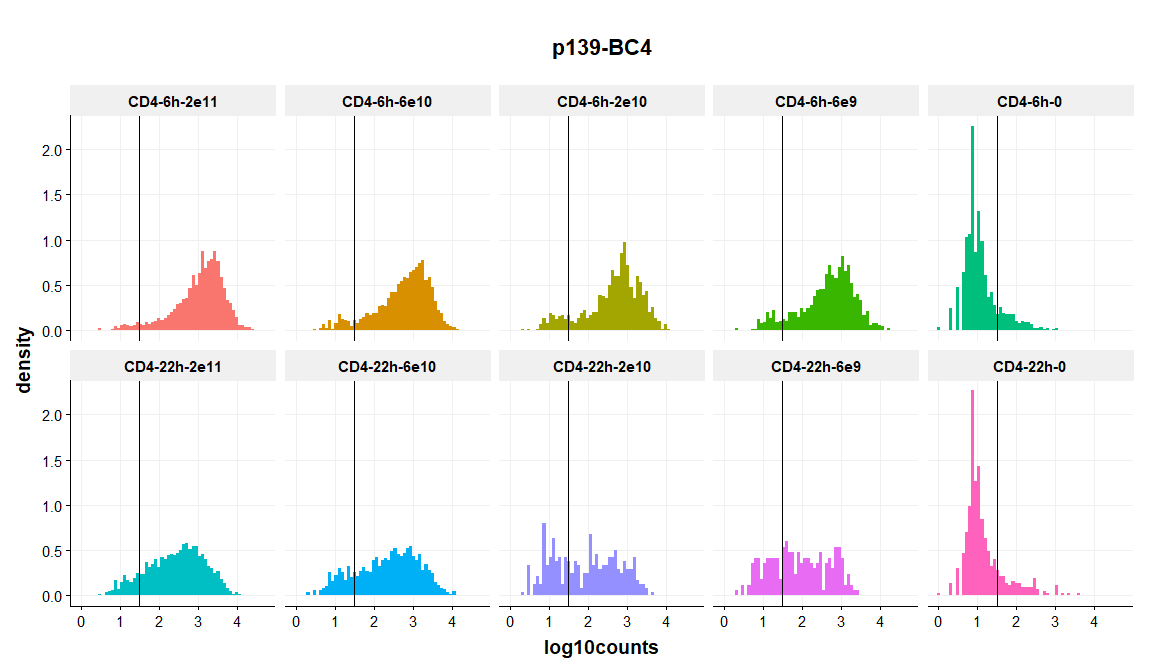 p139-BC4
CD4-6h-2e11 CD4-6h-6e10 CD4-6h-2e10 CD4-6h-6e9 CD4-6h-0
2.0
1.5
1.0
0.5
0.0
density
CD4-22h-2e11 CD4-22h-6e10 CD4-22h-2e10 CD4-22h-6e9 CD4-22h-0
2.0
1.5
1.0
0.5
0.0
0 1 2 3 4 0 1 2 3 4 0 1 2 3 4 0 1 2 3 4 0 1 2 3 4
log10counts